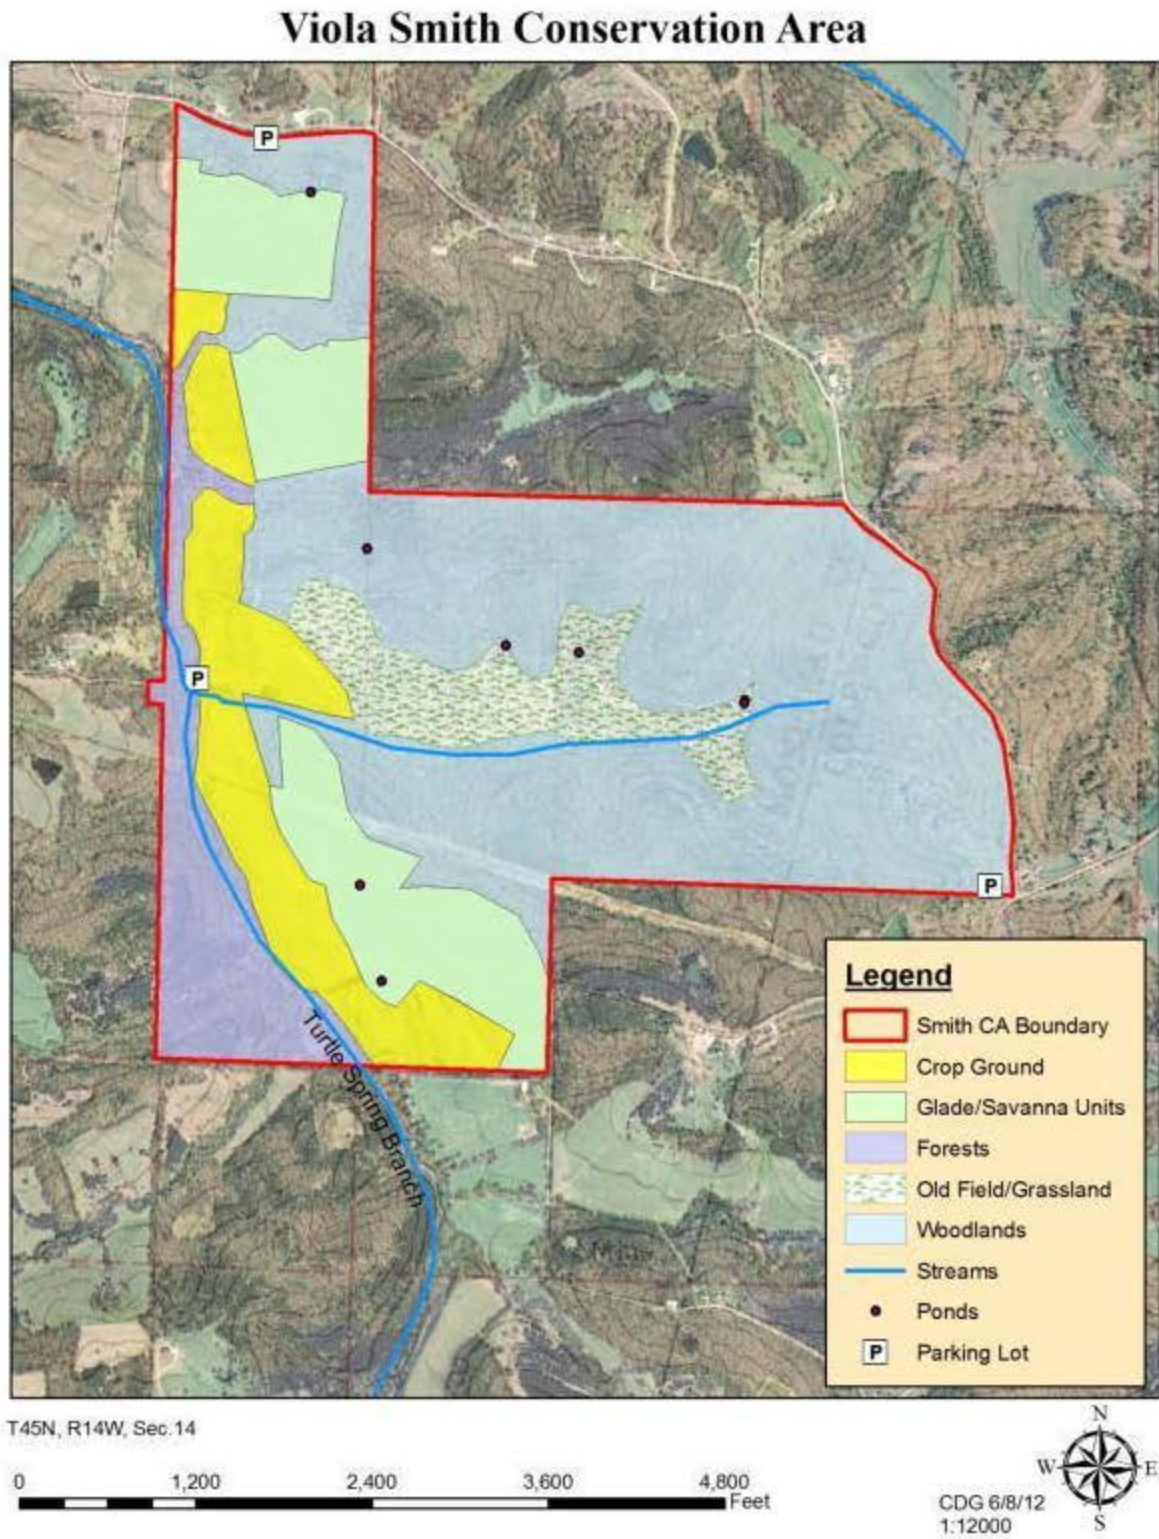 Viola Smith Conservation Area
P
P
P
Turtle Spring Branch
Legend
Smith CA Boundary
Crop Ground
Glade/Savanna Units
Forests
Old Field/Grassland
Woodlands
Streams
Ponds
P Parking Lot
T45N, R14W, Sec.14
0 1,200 2,400 3,600 4,800
Feet
CDG 6/8/12
1:12000
N
W E
S